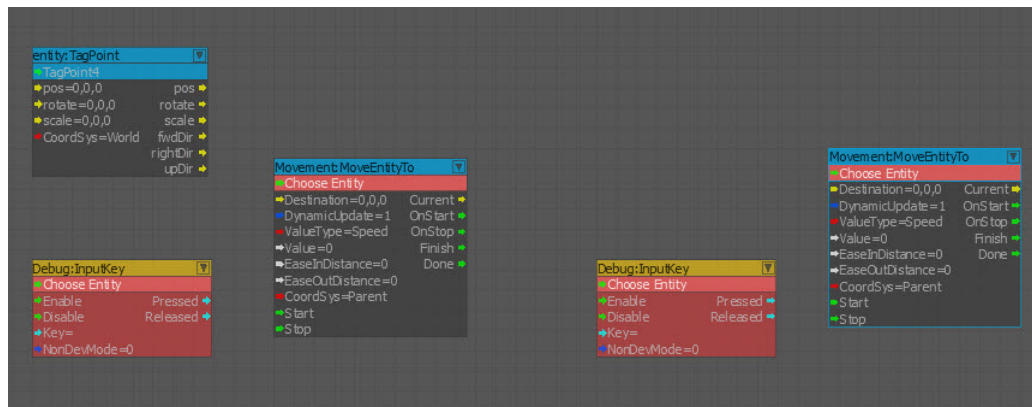 entity:TagPoint
TagPoint4
pos=0,0,0 pos
rotate=0,0,0 rotate
scale=0,0,0 scale
CoordSys=World fwdDir
rightDir
upDir
Movement:MoveEntityTo
Choose Entity
Destination=0,0,0 Current
DynamicUpdate=1 OnStart
ValueType=Speed OnStop
Value=0 Finish
EaseInDistance=0 Done
EaseOutDistance=0
CoordSys=Parent
Start
Stop
Debug:InputKey
Choose Entity
Enable Pressed
Disable Released
Key=
NonDevMode=0
Debug:InputKey
Choose Entity
Enable Pressed
Disable Released
Key=
NonDevMode=0
Movement:MoveEntityTo
Choose Entity
Destination=0,0,0 Current
DynamicUpdate=1 OnStart
ValueType=Speed OnStop
Value=0 Finish
EaseInDistance=0 Done
EaseOutDistance=0
CoordSys=Parent
Start
Stop